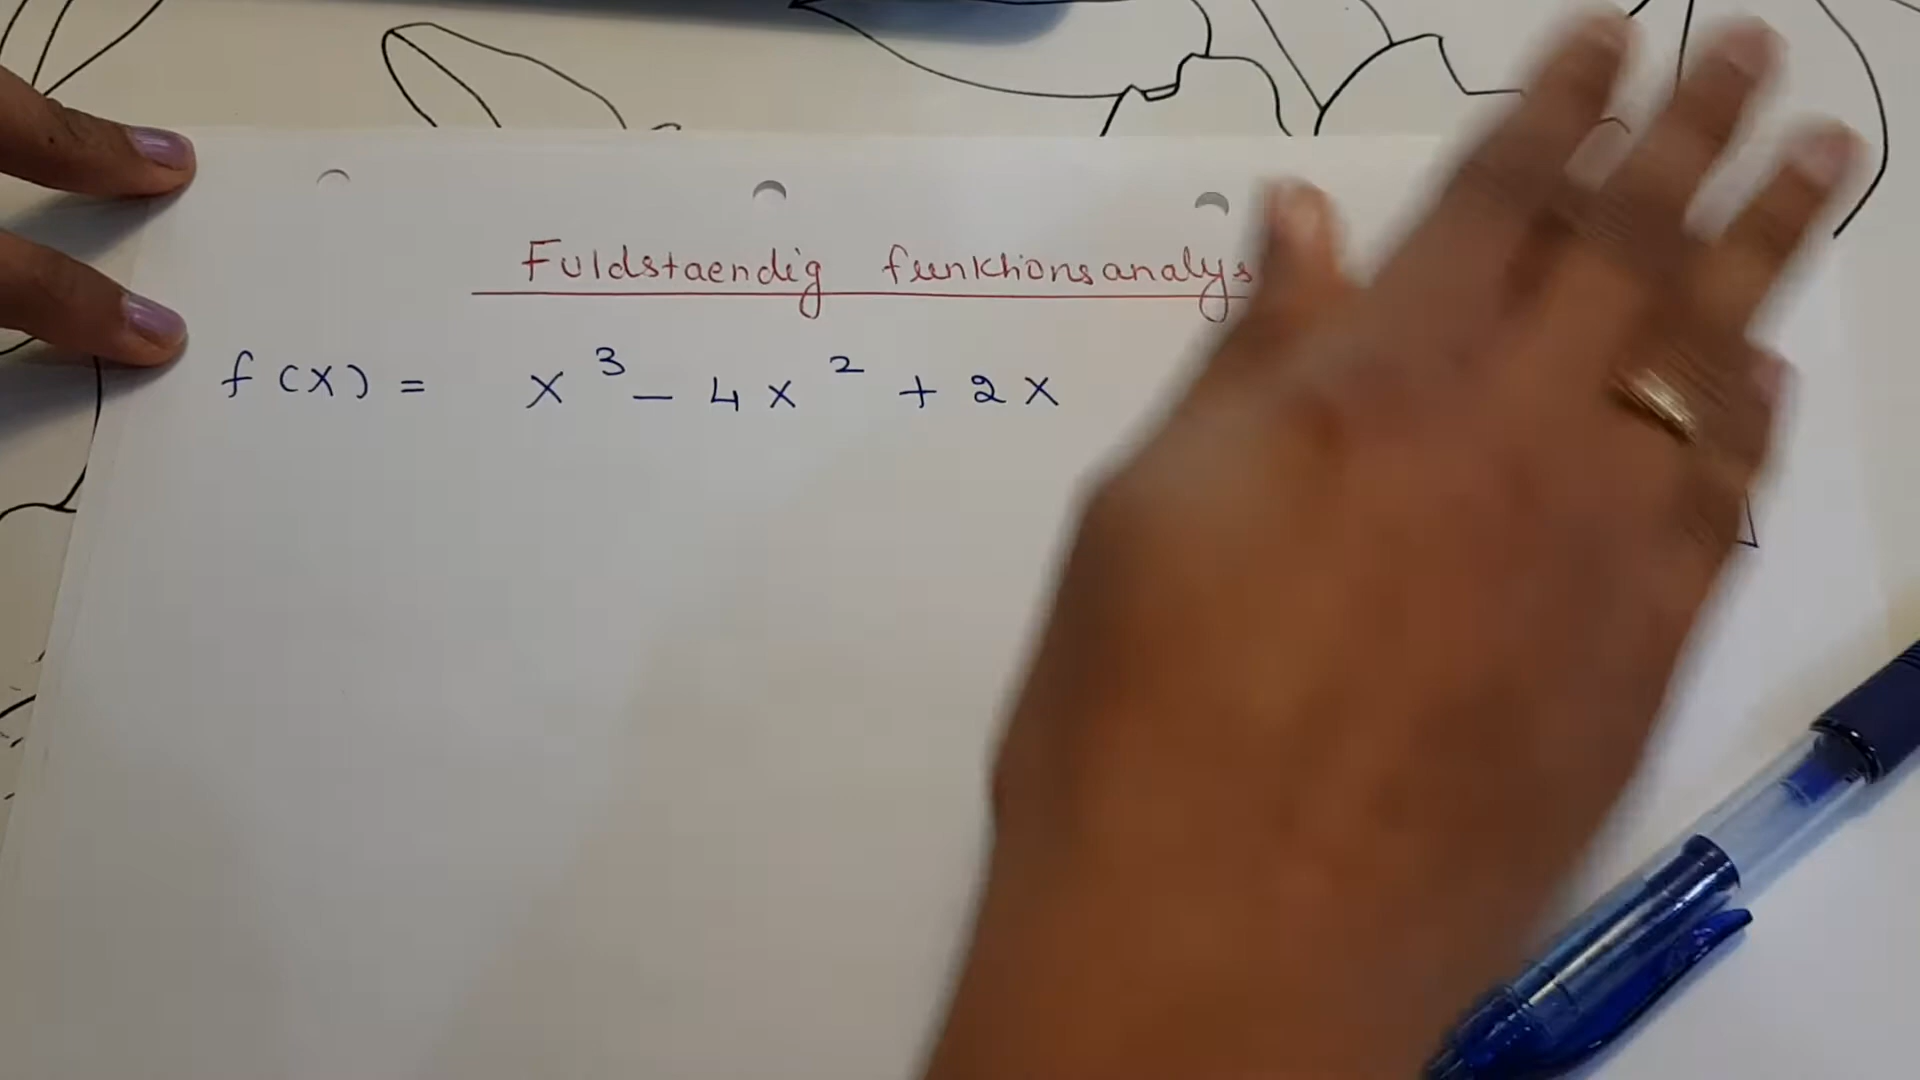 Fuldstaendig funktionsanalys
f(x) = x³ - 4x² + 2x